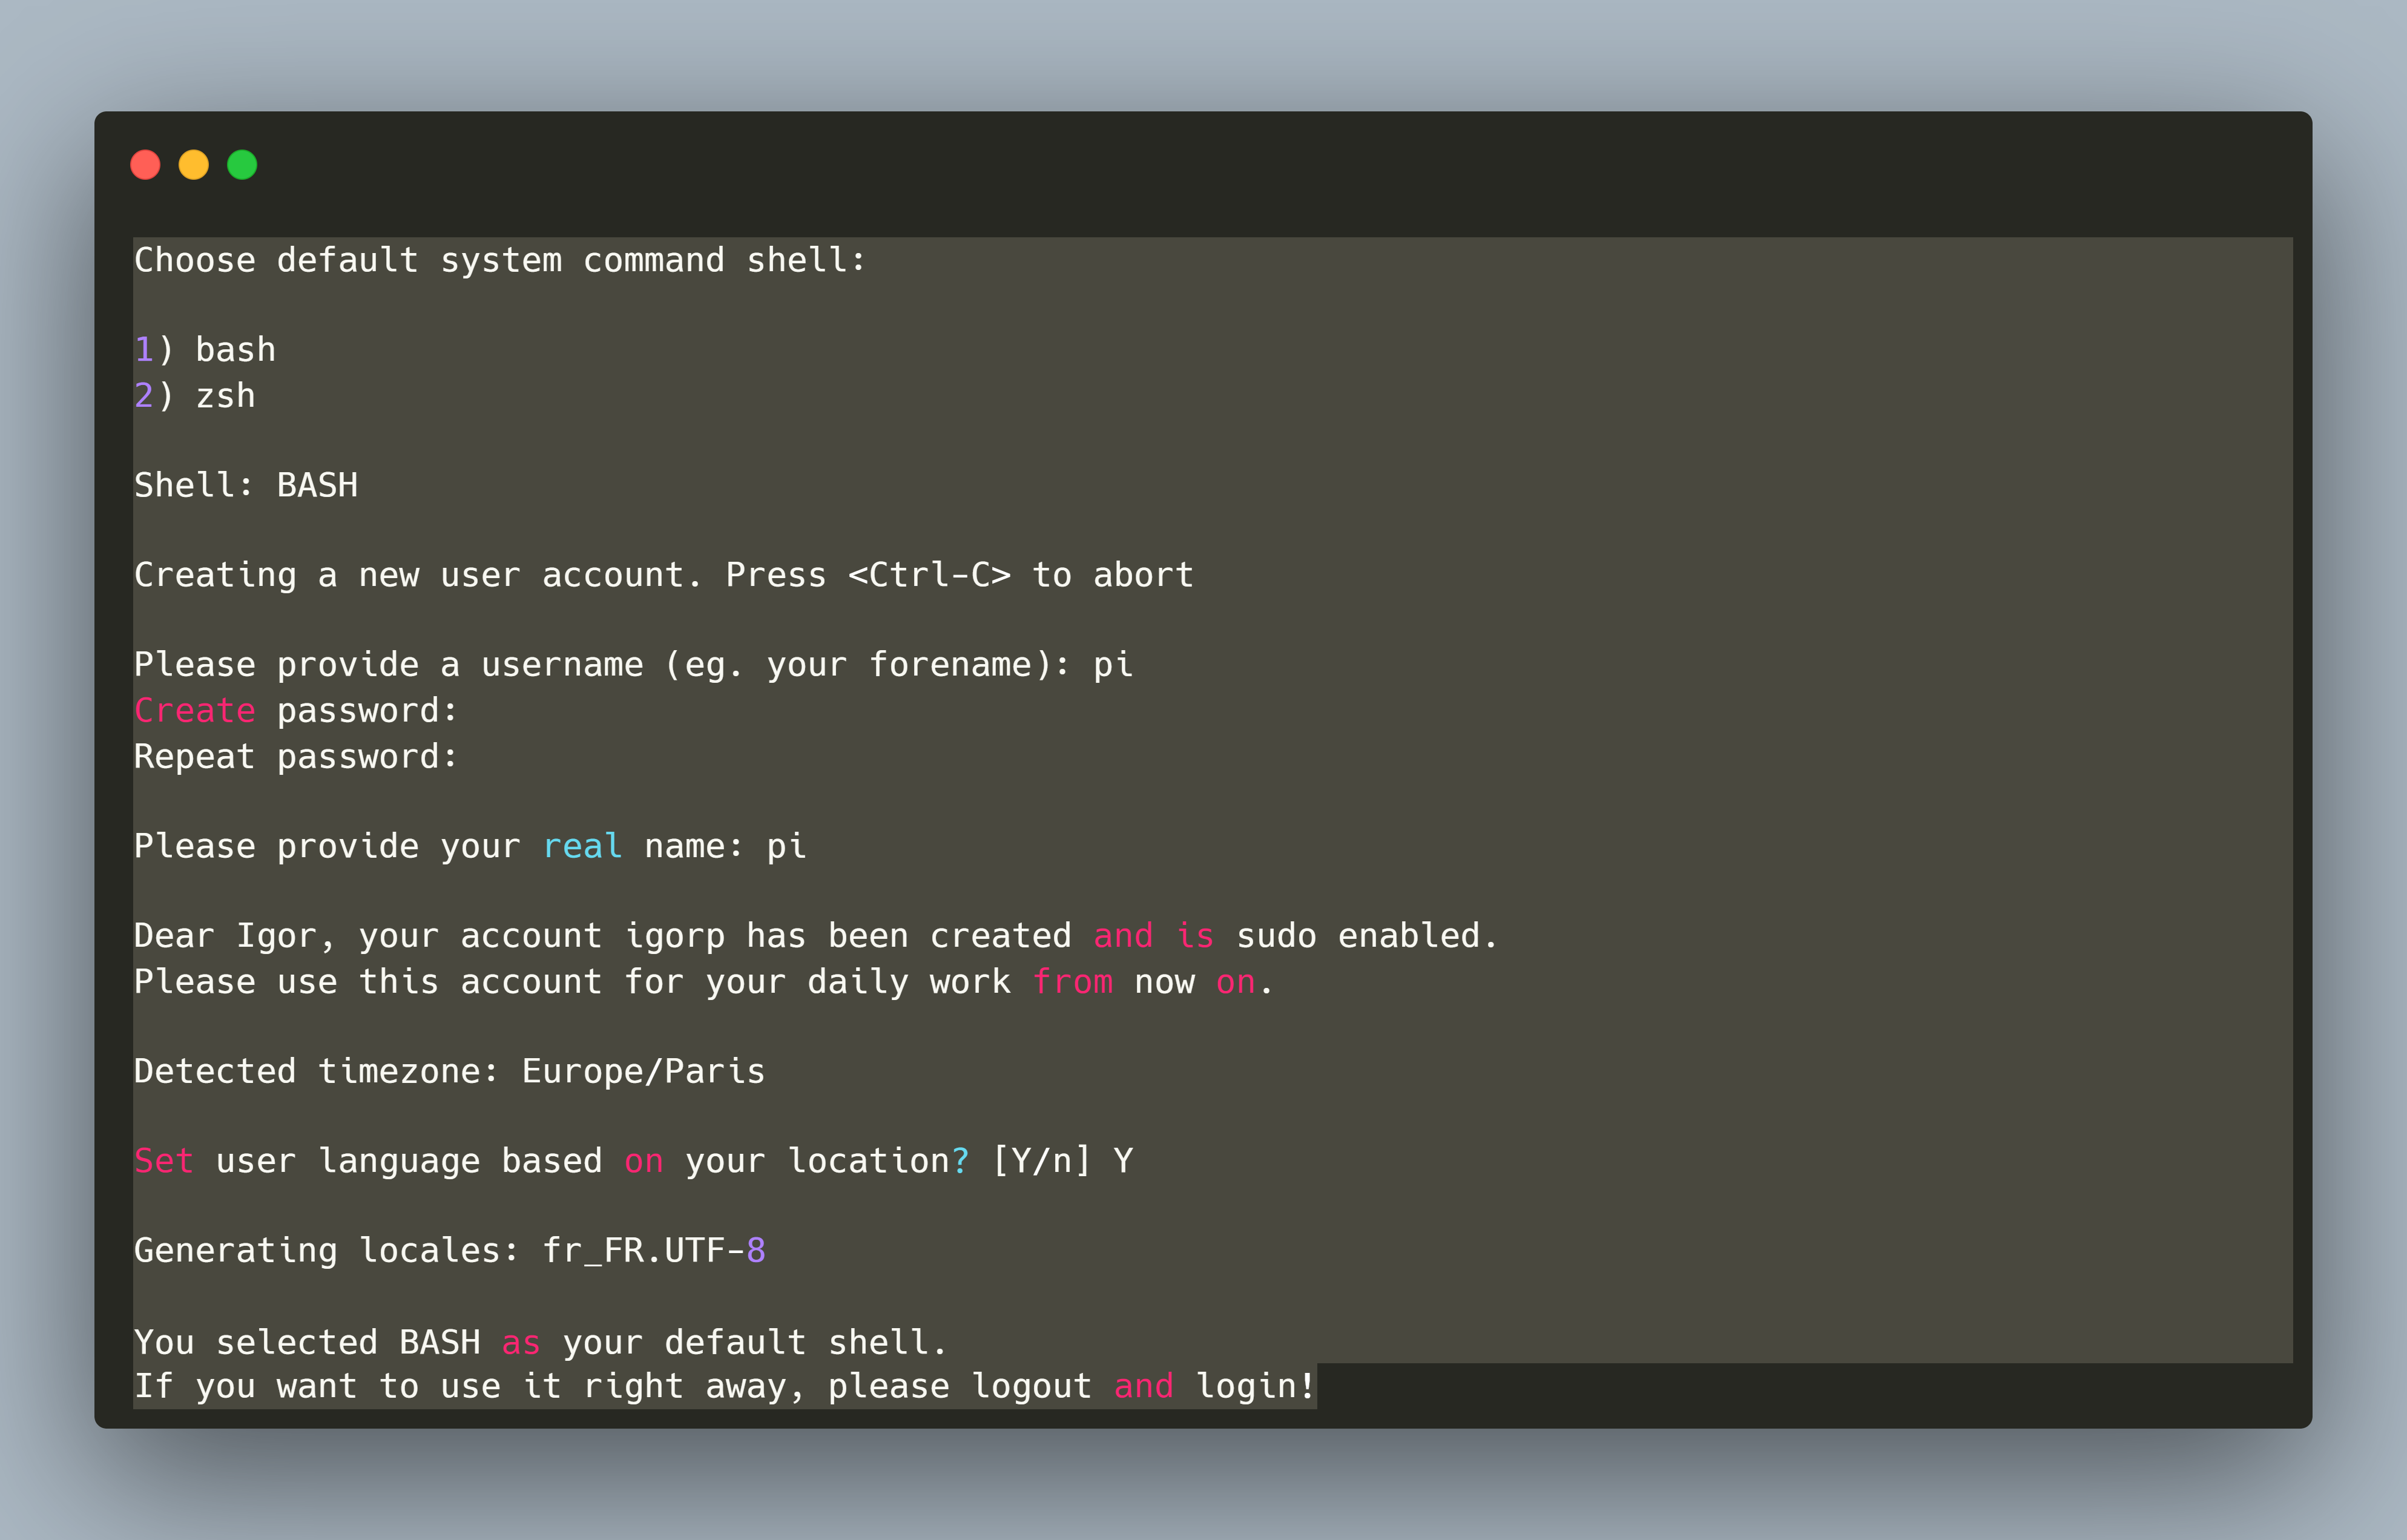 Choose default system command shell:
1) bash
2) zsh
Shell: BASH
Creating a new user account. Press <Ctrl-C> to abort
Please provide a username (eg. your forename): pi
Create password:
Repeat password:
Please provide your real name: pi
Dear Igor, your account igorp has been created and is sudo enabled.
Please use this account for your daily work from now on.
Detected timezone: Europe/Paris
Set user language based on your location? [Y/n] Y
Generating locales: fr_FR.UTF-8
You selected BASH as your default shell.
If you want to use it right away, please logout and login!